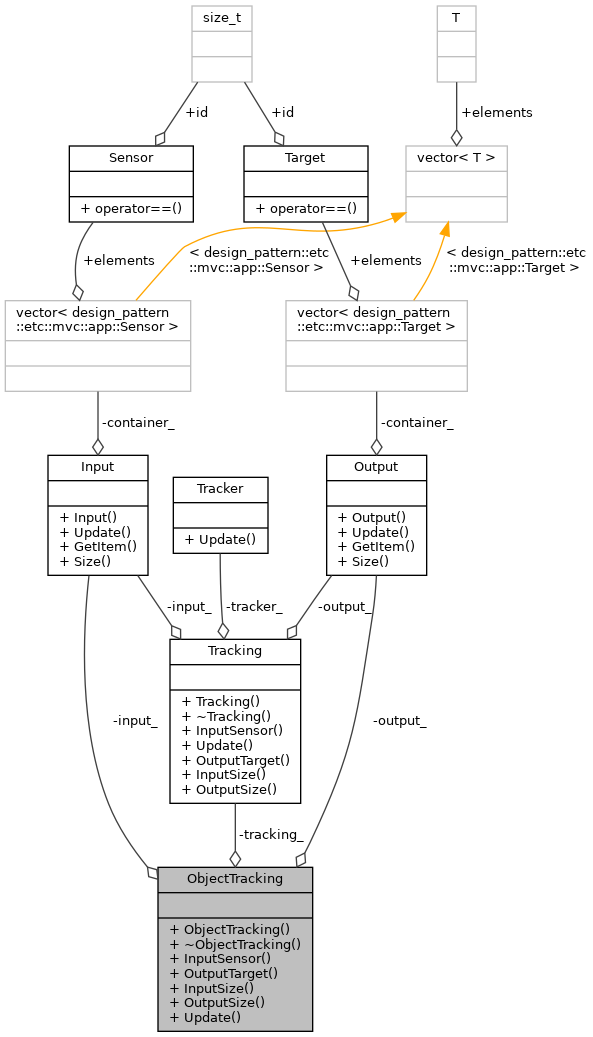 size_t
T
+id
+id
+elements
Sensor
+ operator==()
Target
+ operator==()
vector< T >
+elements
< design_pattern::etc
::mvc::app::Sensor >
+elements
< design_pattern::etc
::mvc::app::Target >
vector< design_pattern
::etc::mvc::app::Sensor >
vector< design_pattern
::etc::mvc::app::Target >
-container_
-container_
Input
+ Input()
+ Update()
+ GetItem()
+ Size()
Tracker
+ Update()
Output
+ Output()
+ Update()
+ GetItem()
+ Size()
-input_
-tracker_
-output_
Tracking
+ Tracking()
+ ~Tracking()
+ InputSensor()
+ Update()
+ OutputTarget()
+ InputSize()
+ OutputSize()
-input_
-output_
-tracking_
ObjectTracking
+ ObjectTracking()
+ ~ObjectTracking()
+ InputSensor()
+ OutputTarget()
+ InputSize()
+ OutputSize()
+ Update()